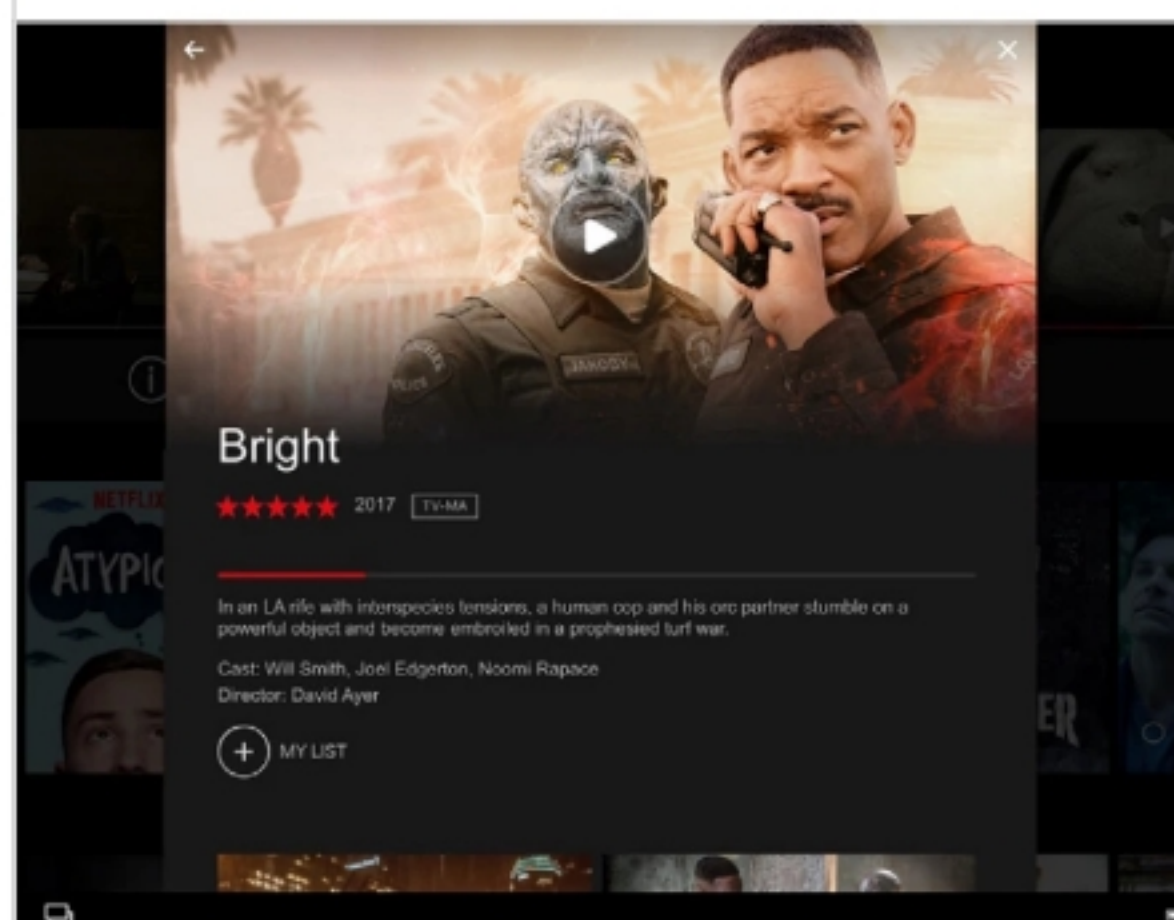 JAKOBY
POLICE
Bright
2017 TV-MA
In an LA rife with interspecies tensions, a human cop and his orc partner stumble on a
powerful object and become embroiled in a prophesied turf war.
Cast: Will Smith, Joel Edgerton, Noomi Rapace
Director: David Ayer
+ MY LIST
NETFLIX
ATYPIC
ER